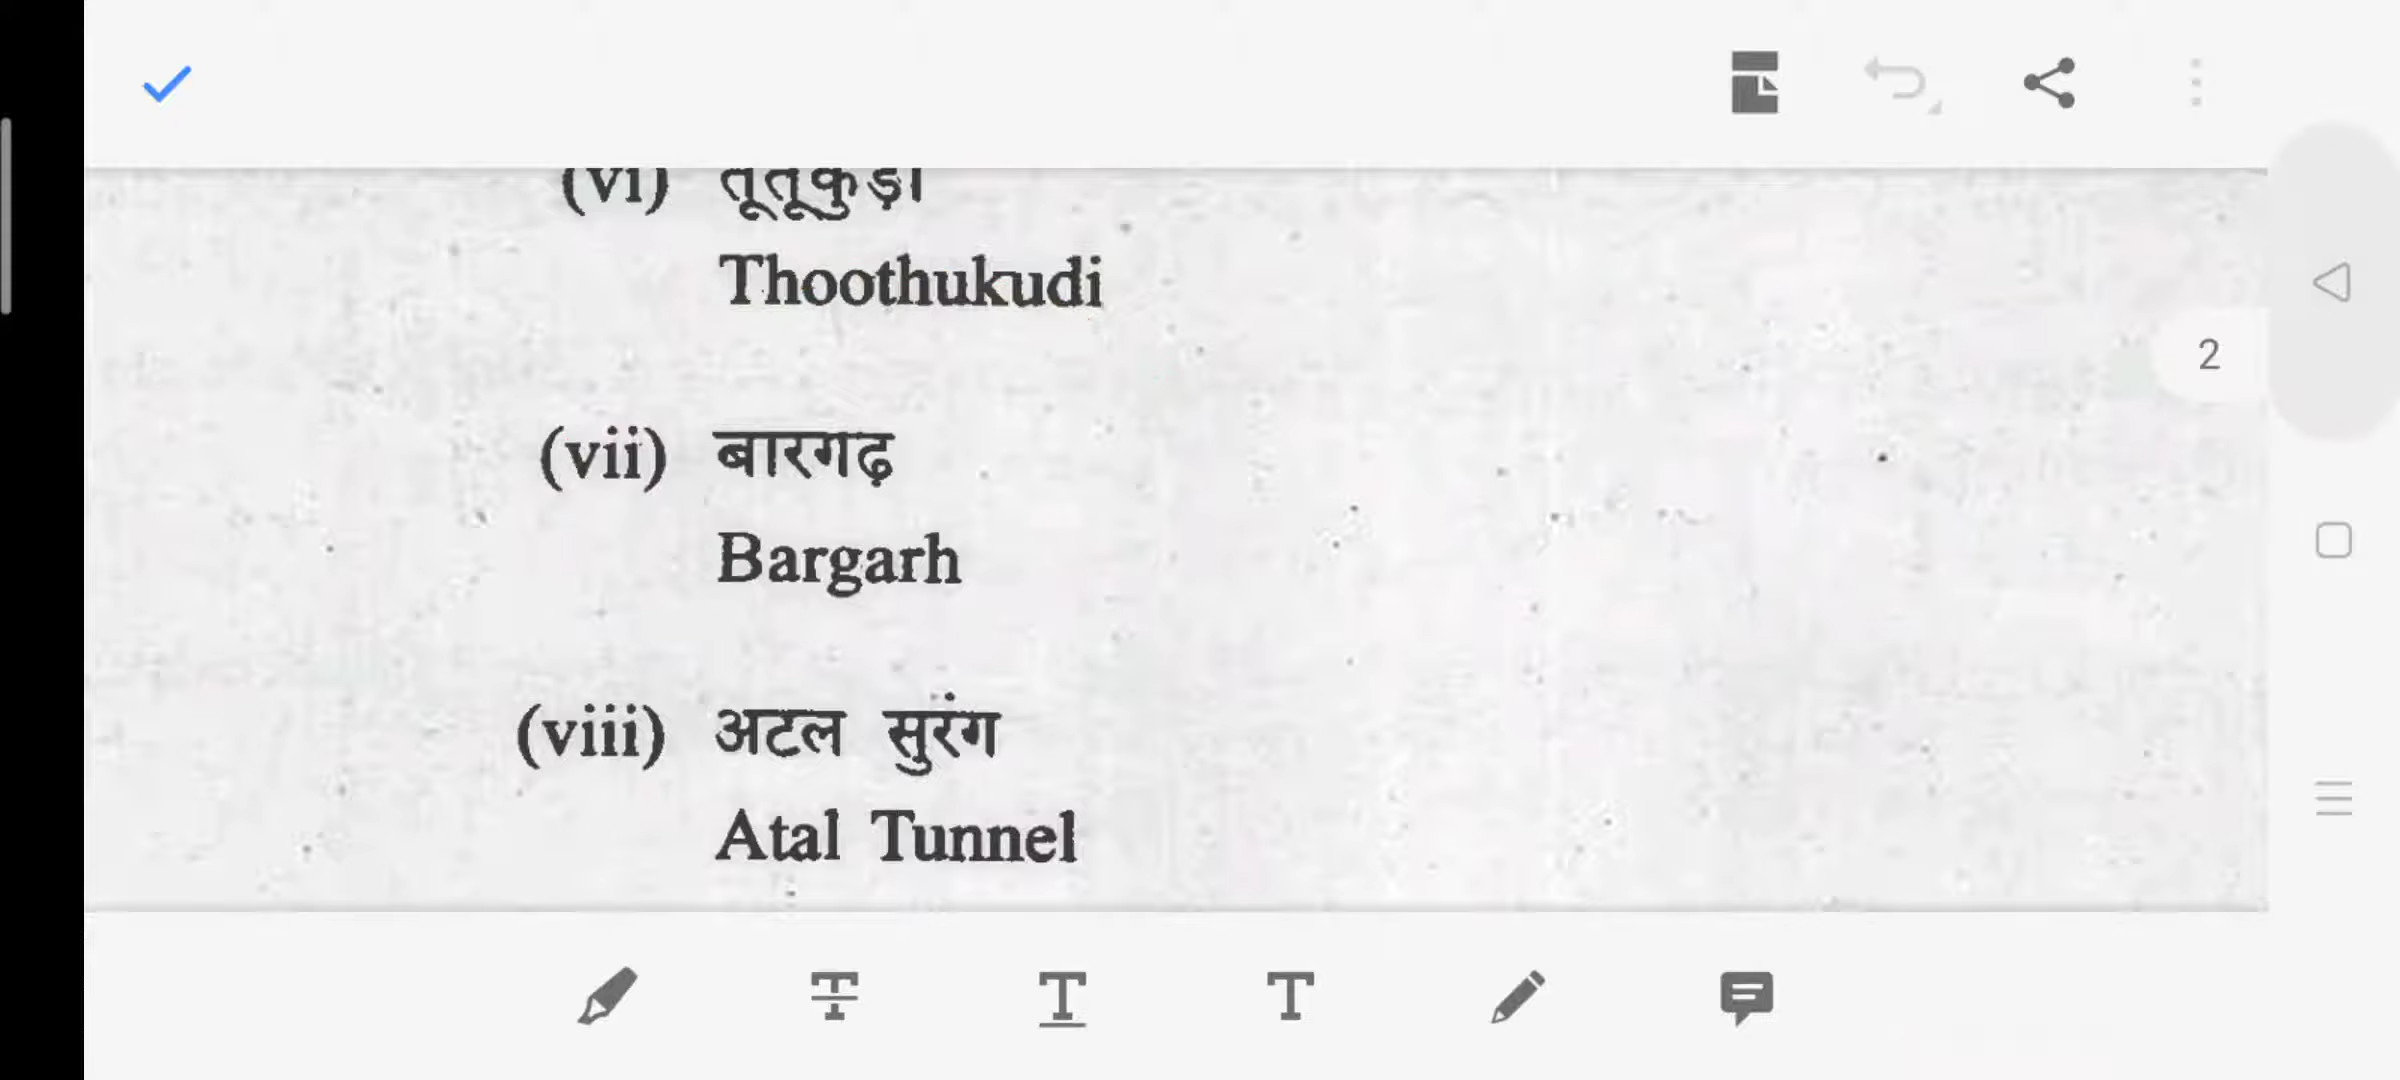 (vi) तूतूकुड़ी
Thoothukudi
2
(vii) बारगढ़
Bargarh
(viii) अटल सुरंग
Atal Tunnel